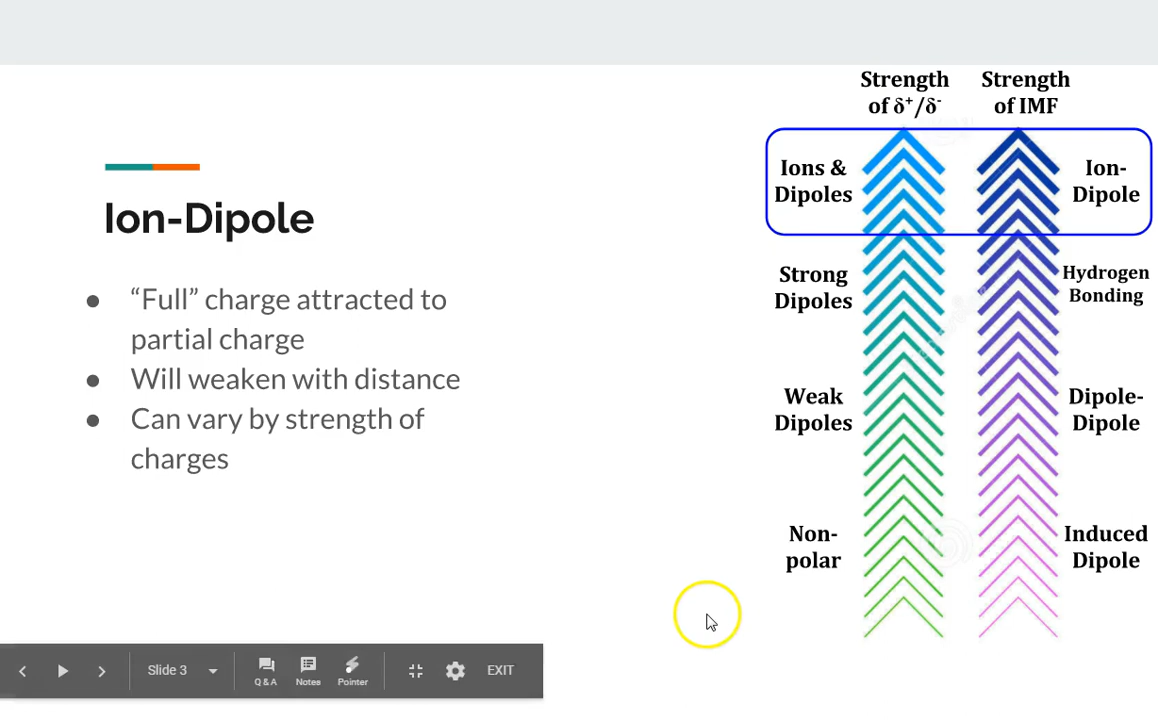 Ion-Dipole
● “Full” charge attracted to
partial charge
● Will weaken with distance
● Can vary by strength of
charges
Strength
of δ⁺/δ⁻
Strength
of IMF
Ions &
Dipoles
Ion-
Dipole
Strong
Dipoles
Hydrogen
Bonding
Weak
Dipoles
Dipole-
Dipole
Non-
polar
Induced
Dipole
Slide 3
Q & A
Notes
Pointer
EXIT